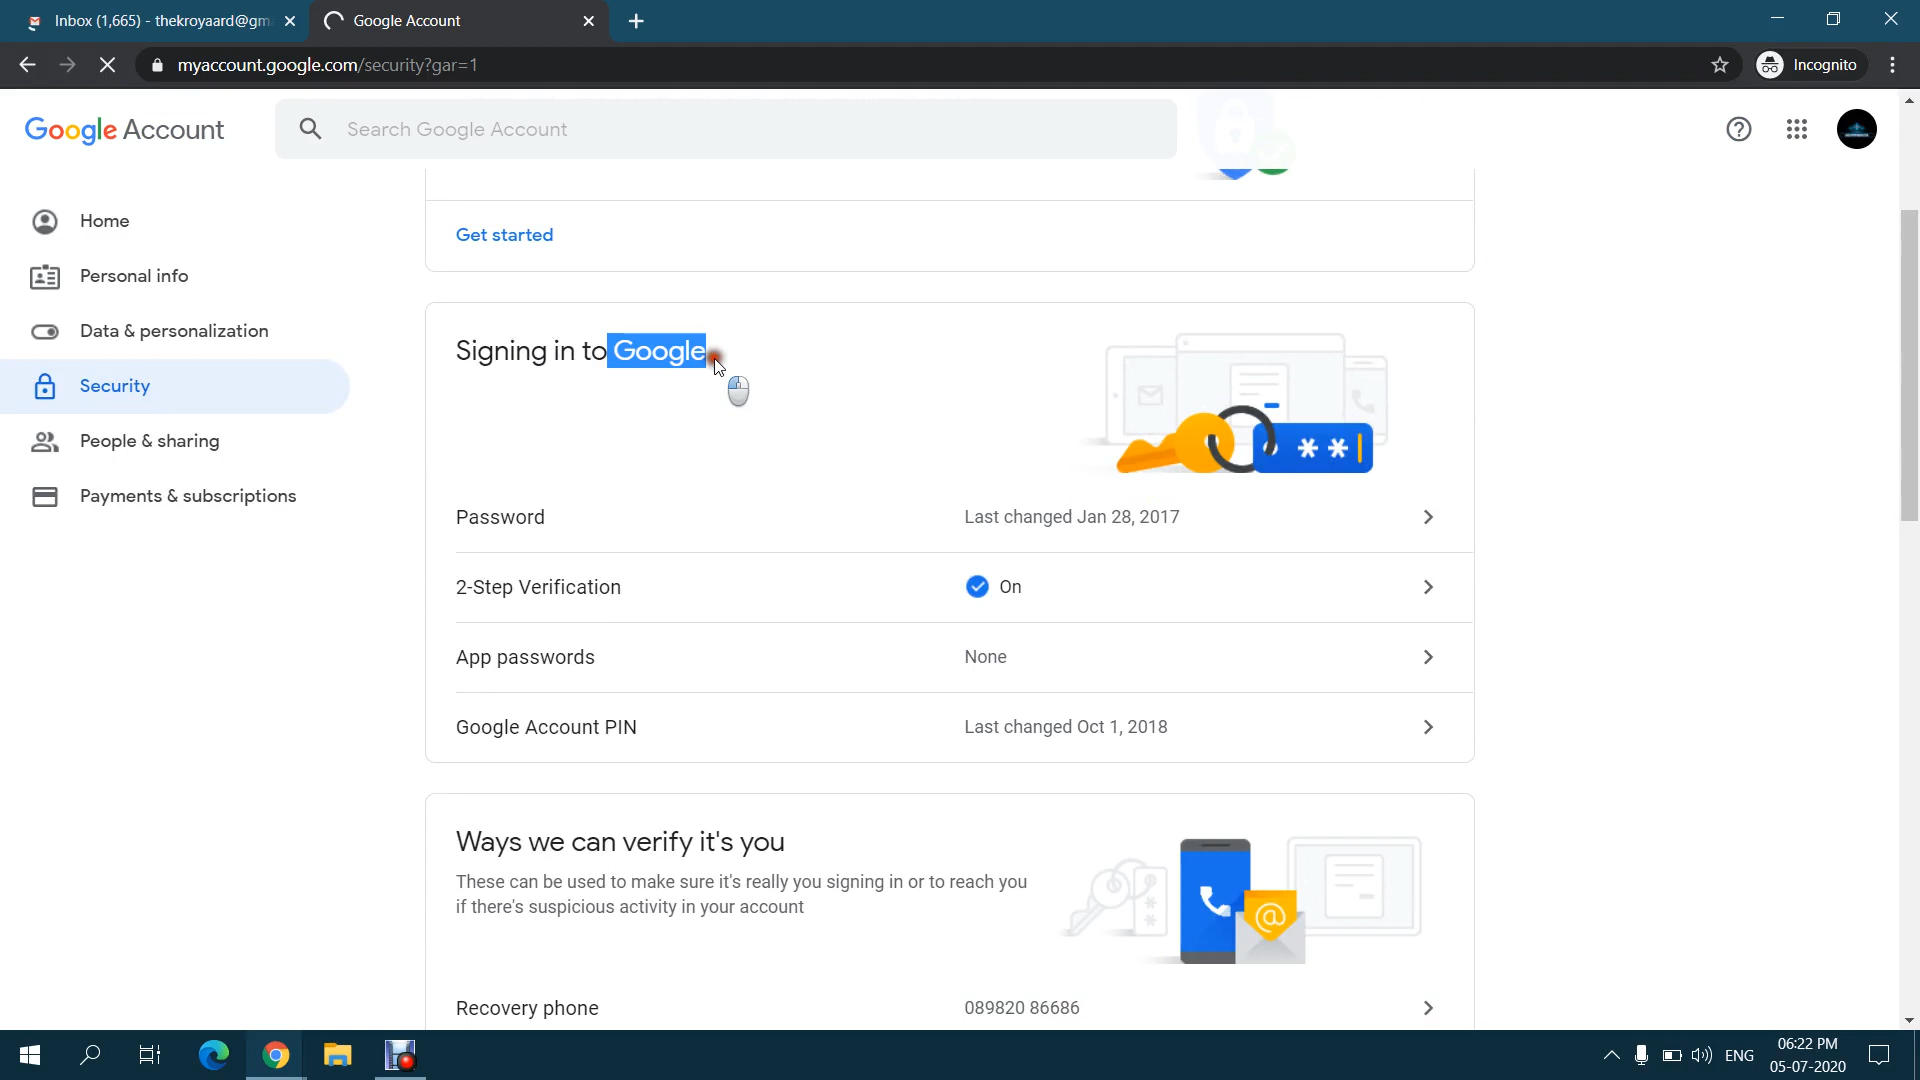 Inbox (1,665) - thekroyaard@gm
Google Account
myaccount.google.com/security?gar=1
Incognito
Google Account
Search Google Account
Home
Personal info
Data & personalization
Security
People & sharing
Payments & subscriptions
Get started
Signing in to Google
Password
Last changed Jan 28, 2017
2-Step Verification
On
App passwords
None
Google Account PIN
Last changed Oct 1, 2018
Ways we can verify it's you
These can be used to make sure it's really you signing in or to reach you
if there's suspicious activity in your account
Recovery phone
089820 86686
ENG
06:22 PM
05-07-2020